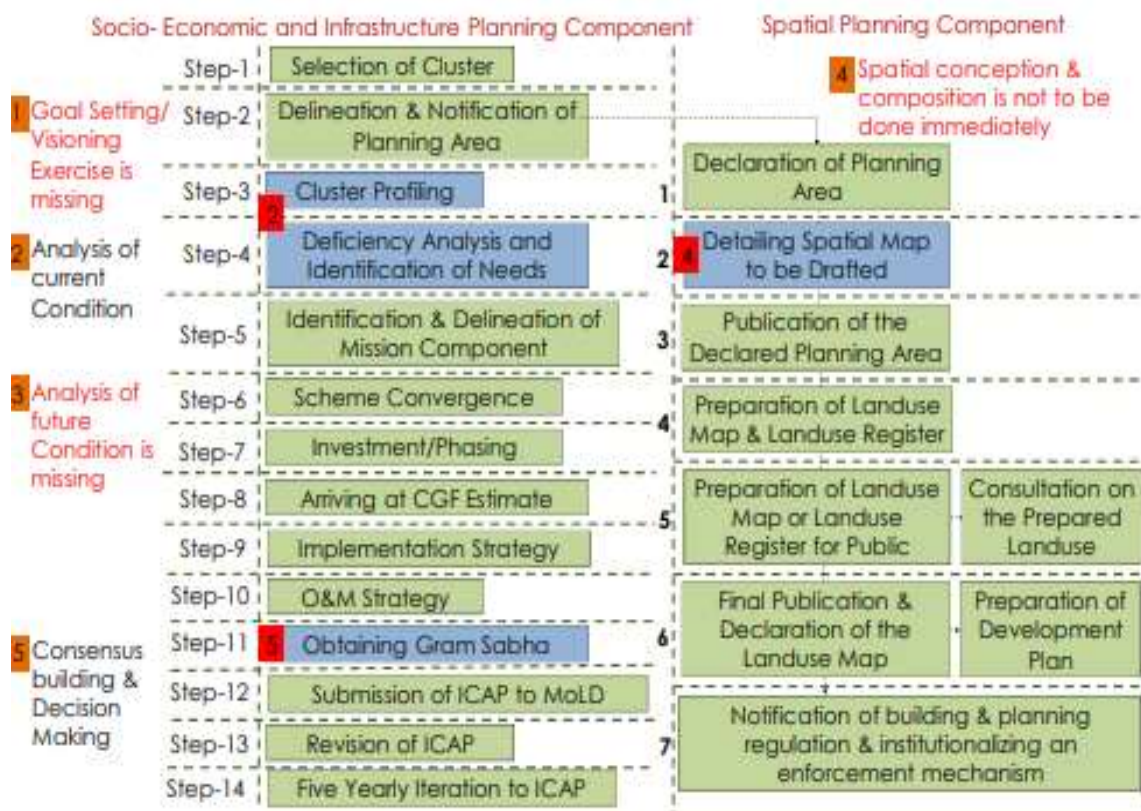 Socio- Economic and Infrastructure Planning Component
Spatial Planning Component
Step-1
Selection of Cluster
4 Spatial conception &
composition is not to be
done immediately
1 Goal Setting/
Visioning
Exercise is
missing
Step-2
Delineation & Notification of
Planning Area
1
Declaration of Planning
Area
Step-3
Cluster Profiling
2
2 Analysis of
current
Condition
Step-4
Deficiency Analysis and
Identification of Needs
2
4
Detailing Spatial Map
to be Drafted
Step-5
Identification & Delineation of
Mission Component
3
Publication of the
Declared Planning Area
3 Analysis of
future
Condition is
missing
Step-6
Scheme Convergence
4
Preparation of Landuse
Map & Landuse Register
Step-7
Investment/Phasing
Step-8
Arriving at CGF Estimate
5
Preparation of Landuse
Map or Landuse
Register for Public
Consultation on
the Prepared
Landuse
Step-9
Implementation Strategy
Step-10
O&M Strategy
6
Final Publication &
Declaration of the
Landuse Map
Preparation of
Development
Plan
5 Consensus
building &
Decision
Making
Step-11
5
Obtaining Gram Sabha
Step-12
Submission of ICAP to MoLD
7
Notification of building & planning
regulation & institutionalizing an
enforcement mechanism
Step-13
Revision of ICAP
Step-14
Five Yearly Iteration to ICAP